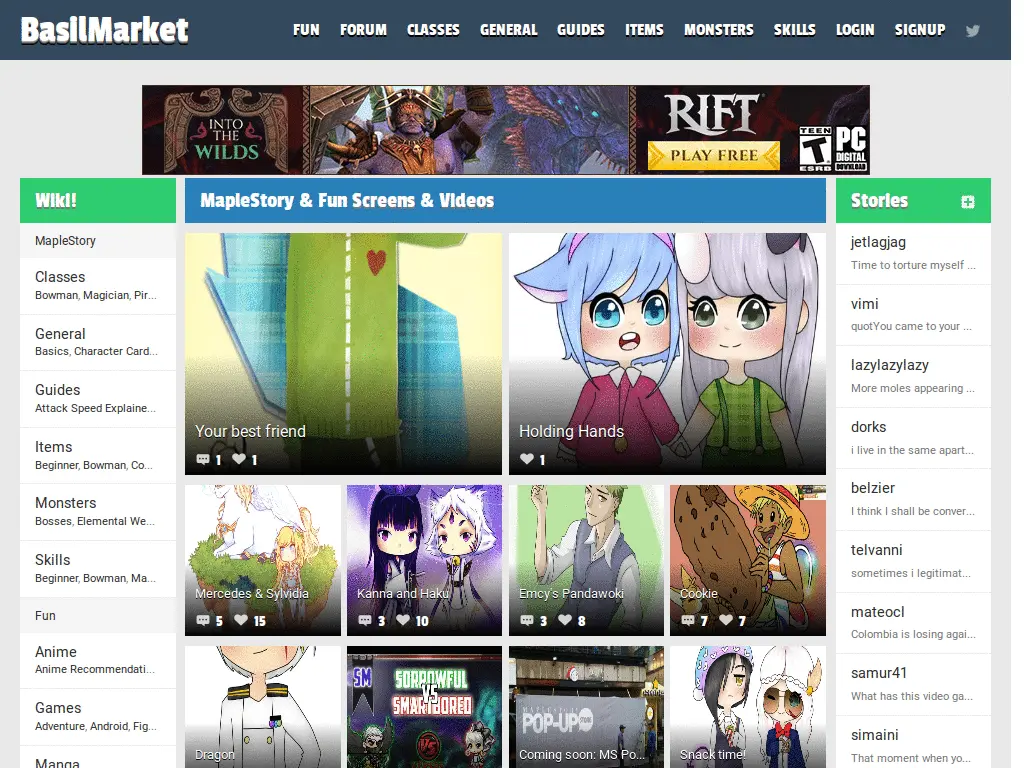 BasilMarket
FUN FORUM CLASSES GENERAL GUIDES ITEMS MONSTERS SKILLS LOGIN SIGNUP
INTO
THE
WILDS
RIFT
PLAY FREE
TEEN
T
ESRB
PC
DIGITAL
DOWNLOAD
Wiki!
MapleStory
Classes
Bowman, Magician, Pir...
General
Basics, Character Card...
Guides
Attack Speed Explaine...
Items
Beginner, Bowman, Co...
Monsters
Bosses, Elemental We...
Skills
Beginner, Bowman, Ma...
Fun
Anime
Anime Recommendati...
Games
Adventure, Android, Fig...
Manga
MapleStory & Fun Screens & Videos
Your best friend
1 1
Holding Hands
1
Mercedes & Sylvidia
5 15
Kanna and Haku
3 10
Emcy's Pandawoki
3 8
Cookie
7 7
Dragon
SM
SORROWFUL
VS
SMARTBORED
VS
POP-UP
Coming soon: MS Po...
Snack time!
Stories
jetlagjag
Time to torture myself ...
vimi
quotYou came to your ...
lazylazylazy
More moles appearing ...
dorks
i live in the same apart...
belzier
I think I shall be conver...
telvanni
sometimes i legitimat...
mateocl
Colombia is losing agai...
samur41
What has this video ga...
simaini
That moment when yo...